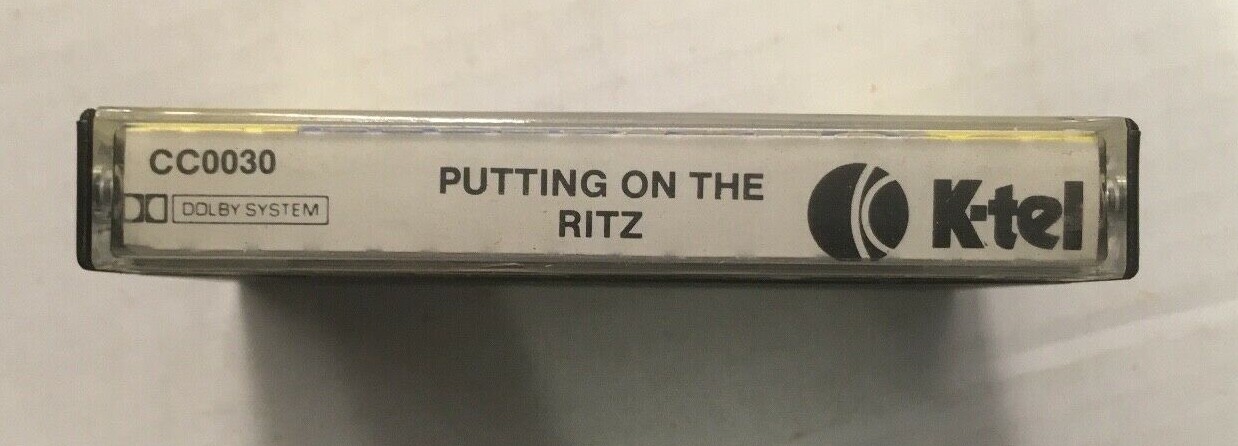 CC0030
DOLBY SYSTEM
PUTTING ON THE
RITZ
K-tel